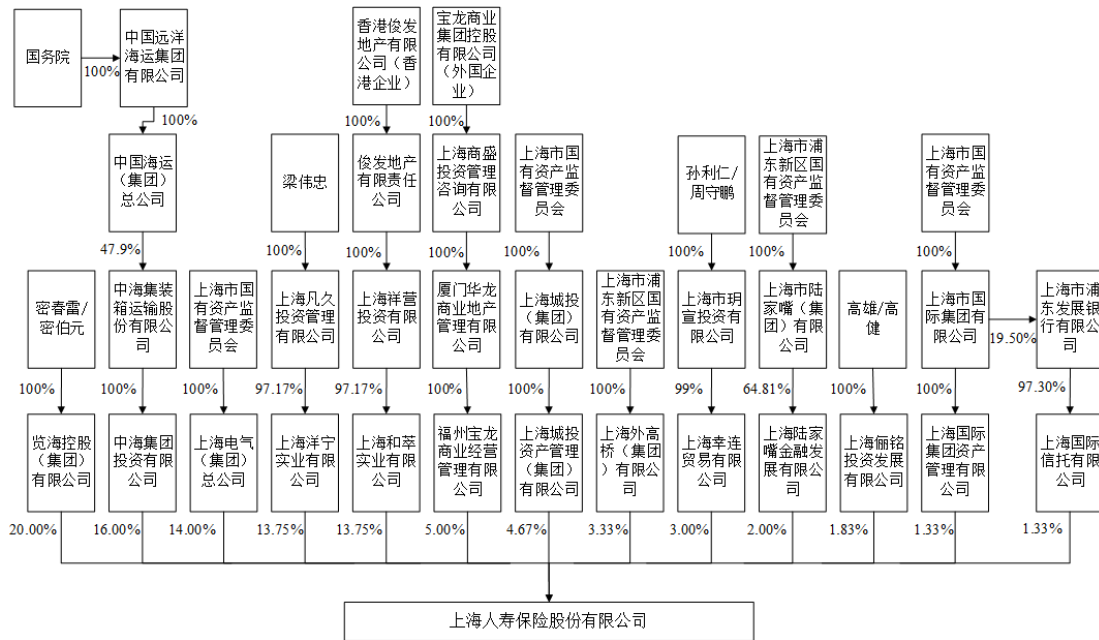 国务院
100%
中国远洋
海运集团
有限公司
100%
香港俊发
地产有限
公司（香
港企业）
100%
宝龙商业
集团控股
有限公司
（外国企
业）
100%
中国海运
（集团）
总公司
47.9%
梁伟忠
100%
俊发地产
有限责任
公司
100%
上海商盛
投资管理
咨询有限
公司
100%
上海市国
有资产监
督管理委
员会
100%
孙利仁/
周守鹏
100%
上海市浦
东新区国
有资产监
督管理委
员会
100%
上海市国
有资产监
督管理委
员会
100%
密春雷/
密伯元
100%
中海集装
箱运输股
份有限公
司
100%
上海市国
有资产监
督管理委
员会
100%
上海凡久
投资管理
有限公司
97.17%
上海祥营
投资有限
公司
97.17%
厦门华龙
商业地产
管理有限
公司
100%
上海城投
（集团）
有限公司
100%
上海市浦
东新区国
有资产监
督管理委
员会
100%
上海市玥
宣投资有
限公司
99%
上海市陆
家嘴（集
团）有限
公司
64.81%
高雄/高
健
100%
上海市国
际集团有
限公司
100%
19.50%
上海市浦
东发展银
行有限公
司
97.30%
览海控股
（集团）
有限公司
20.00%
中海集团
投资有限
公司
16.00%
上海电气
（集团）
总公司
14.00%
上海洋宁
实业有限
公司
13.75%
上海和萃
实业有限
公司
13.75%
福州宝龙
商业经营
管理有限
公司
5.00%
上海城投
资产管理
（集团）
有限公司
4.67%
上海外高
桥（集团
）有限公
司
3.33%
上海幸连
贸易有限
公司
3.00%
上海陆家
嘴金融发
展有限公
司
2.00%
上海俪铭
投资发展
有限公司
1.83%
上海国际
集团资产
管理有限
公司
1.33%
上海国际
信托有限
公司
1.33%
上海人寿保险股份有限公司